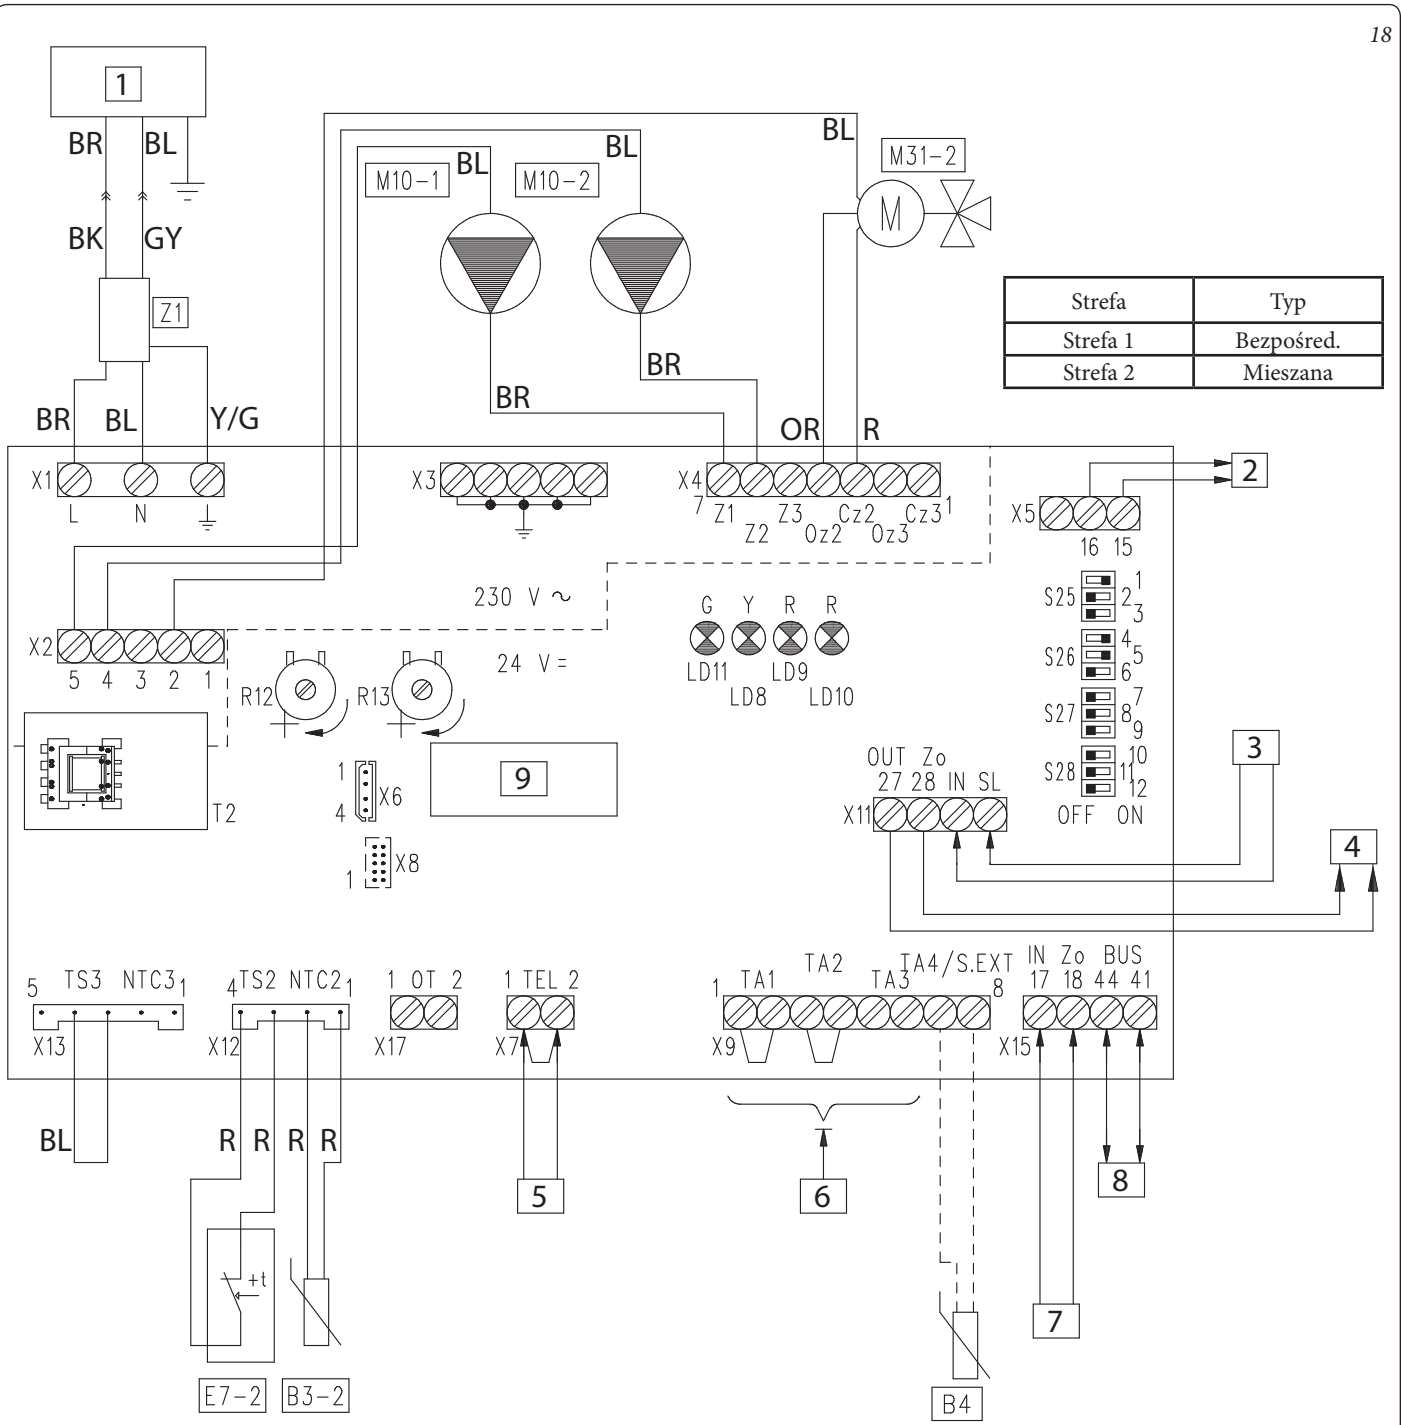 18
1
BR BL
BL BL BL
M10-1 M10-2 M31-2
M
BK GY
Z1
Strefa Typ
Strefa 1 Bezpośred.
Strefa 2 Mieszana
BR BR
BR BL Y/G OR R
X1 L N
X3
X4 7 Z1 Z2 Z3 Oz2 Cz2 Oz3 Cz3 1
2
X5 16 15
230 V ~
24 V =
G Y R R
LD11 LD8 LD9 LD10
S25 1 2 3
S26 4 5 6
S27 7 8 9
S28 10 11 12
OFF ON
X2 5 4 3 2 1
R12 R13
T2
1 4 X6
9
1 X8
OUT Zo
27 28 IN SL
X11
3
4
5 TS3 NTC3 1
X13
4 TS2 NTC2 1
X12
1 OT 2
X17
1 TEL 2
X7
1 TA1 TA2 TA3 TA4/S.EXT 8
X9
IN Zo BUS
17 18 44 41
X15
BL R R R R
5 6 7 8
+t
E7-2 B3-2 B4